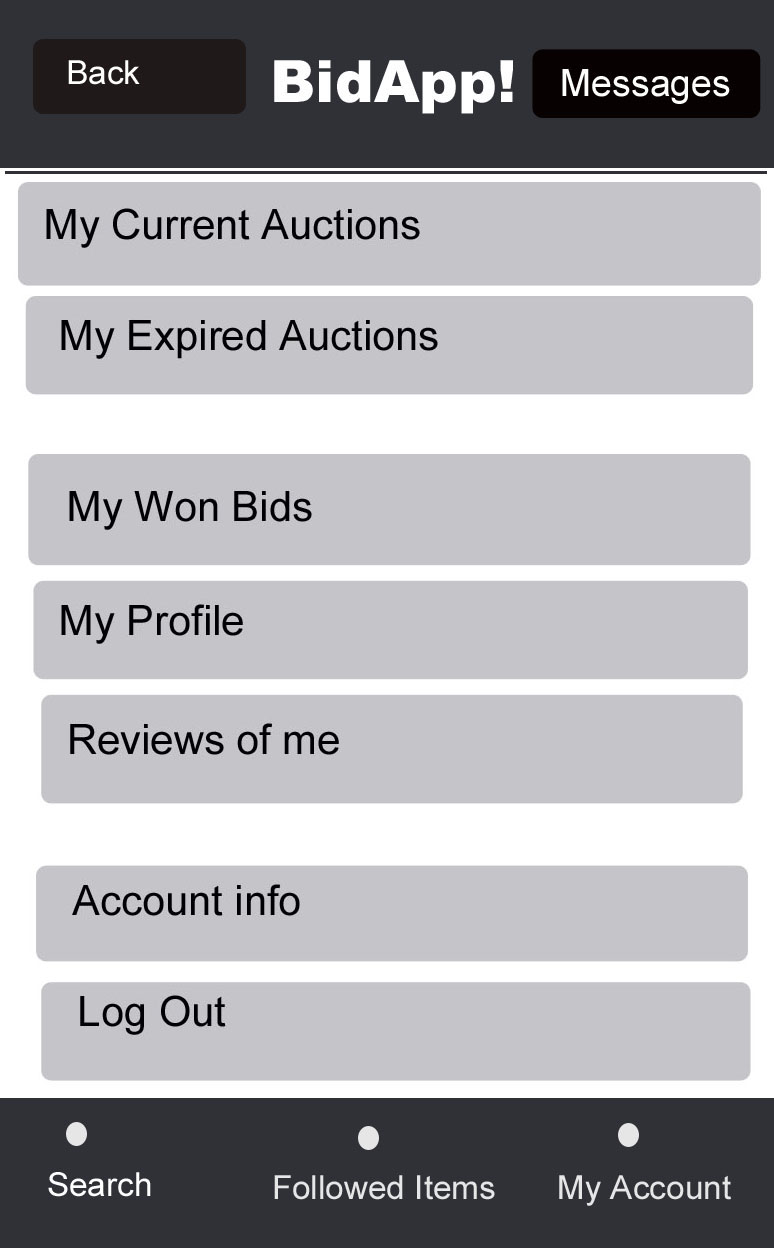 Back
BidApp!
Messages
My Current Auctions
My Expired Auctions
My Won Bids
My Profile
Reviews of me
Account info
Log Out
Search
Followed Items
My Account